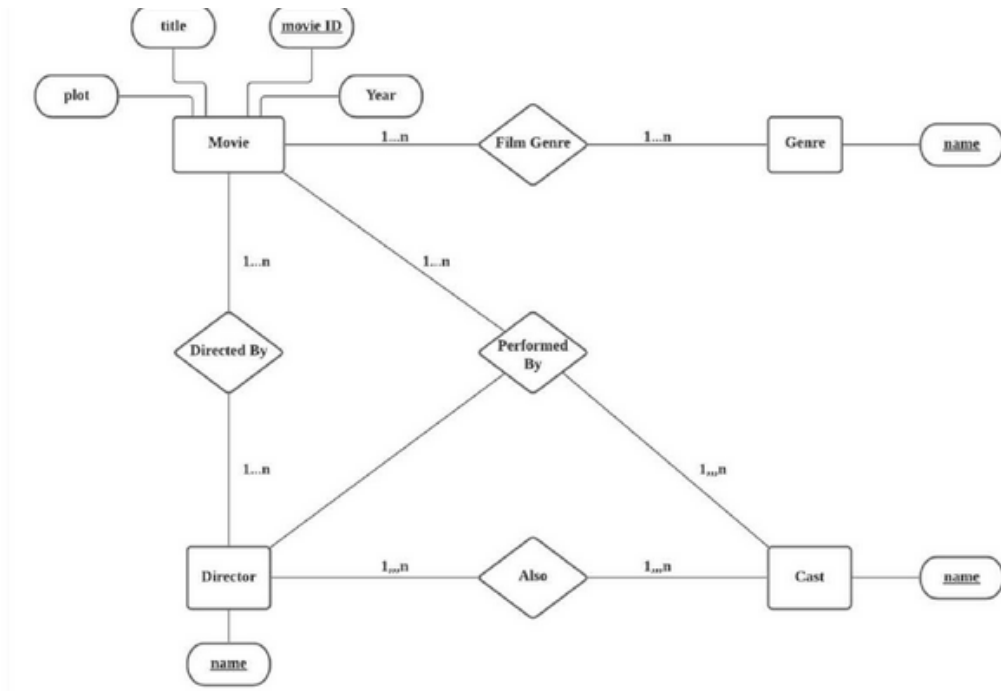 title
movie ID
plot
Year
Movie
1...n
Film Genre
1...n
Genre
name
1...n
1...n
Directed By
Performed
By
1...n
1,,,n
Director
1,,,n
Also
1,,,n
Cast
name
name